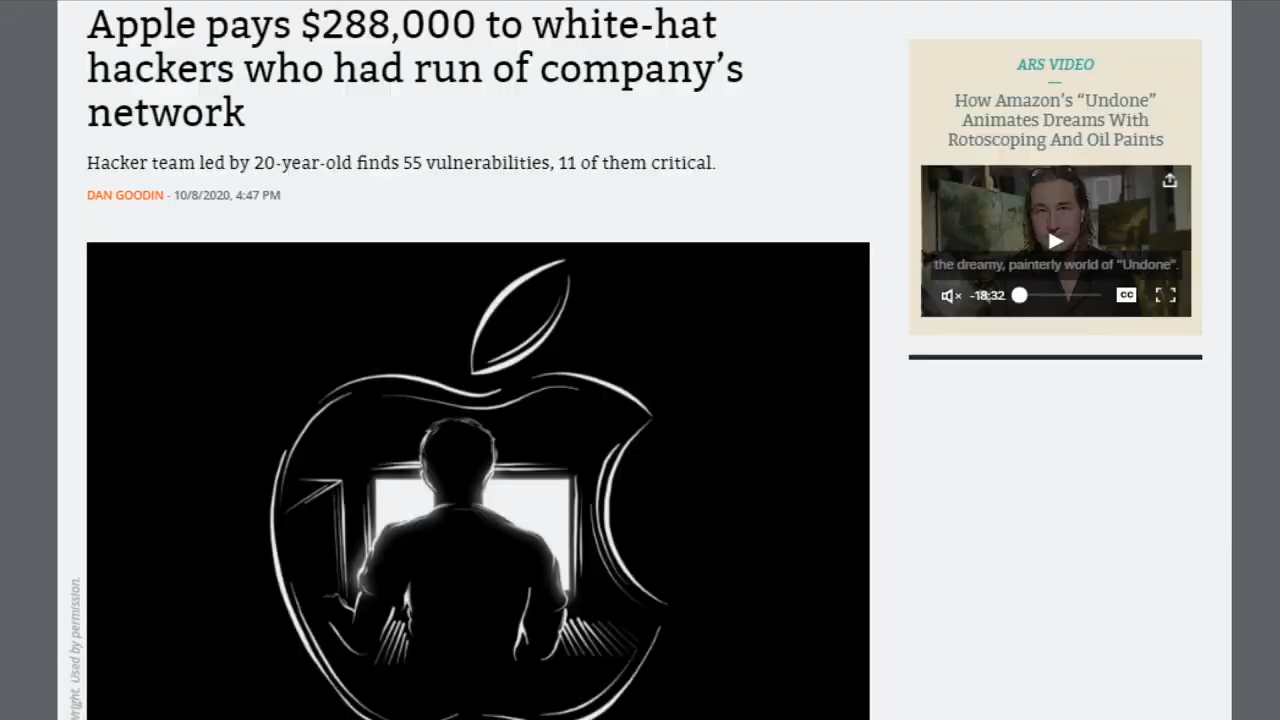 Apple pays $288,000 to white-hat
hackers who had run of company’s
network
Hacker team led by 20-year-old finds 55 vulnerabilities, 11 of them critical.
DAN GOODIN - 10/8/2020, 4:47 PM
Used by permission.
ARS VIDEO
How Amazon’s “Undone”
Animates Dreams With
Rotoscoping And Oil Paints
the dreamy, painterly world of "Undone".
-18:32
CC